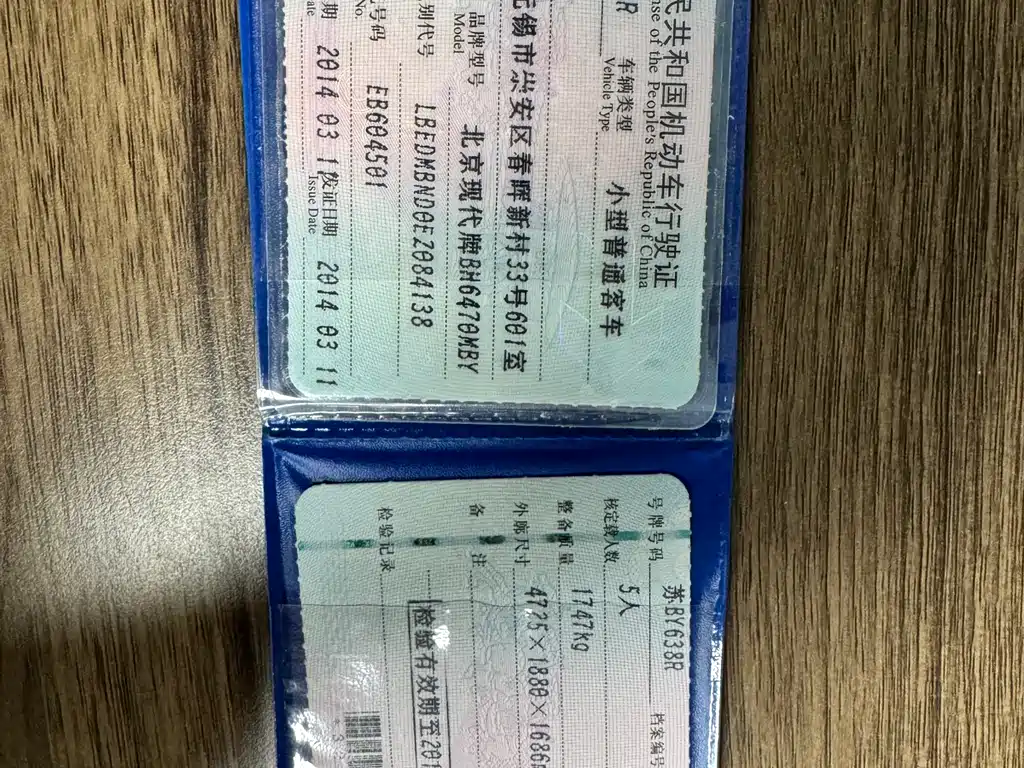 民共和国机动车行驶证
nse of the People's Republic of China
R 车辆类型 小型普通客车
Vehicle Type
无锡市崇安区春晖新村33号601室
品牌型号 北京现代牌BH6470MBY
Model
别代号 LBEDMBND0EZ084138
号码 EB604501
No.
期 2014 03 11 发证日期 2014 03 11
Date Issue Date
号牌号码 苏BY638R 档案编号
核定载人数 5人
整备质量 1747kg
外廓尺寸 4725×1880×1686
备 注
检验有效期至201
检验记录